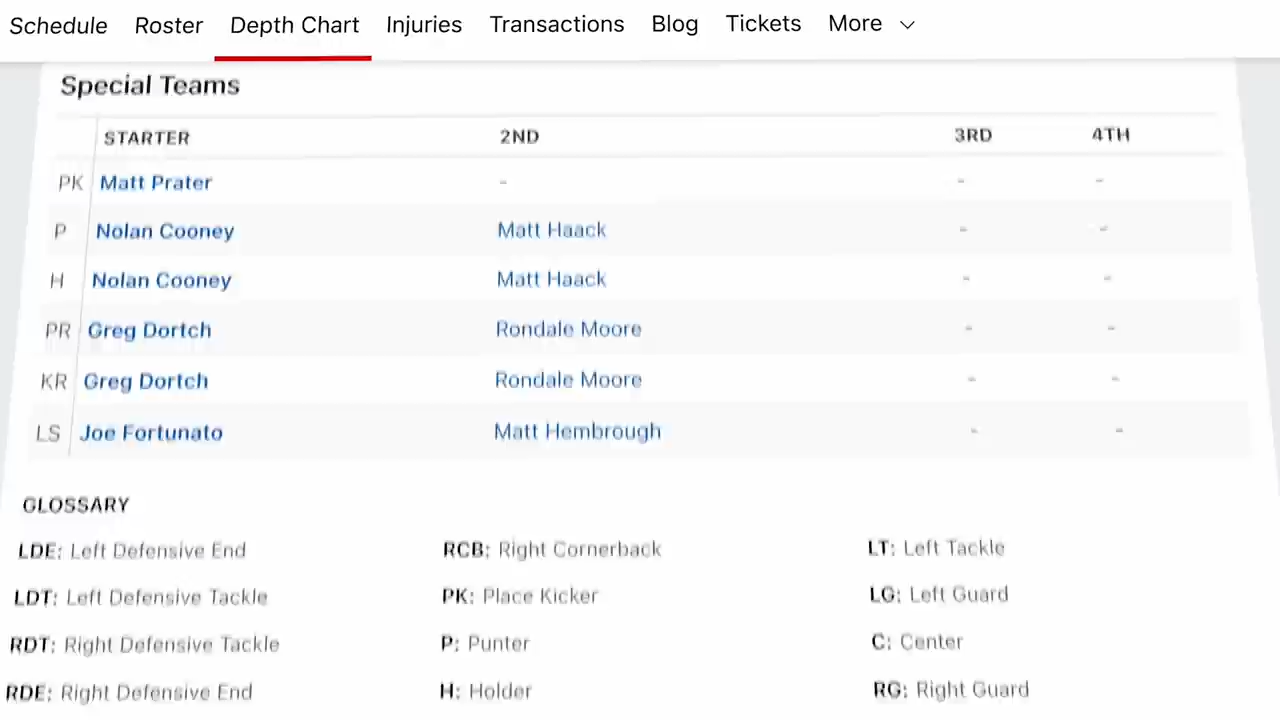 Schedule Roster Depth Chart Injuries Transactions Blog Tickets More
Special Teams
STARTER 2ND 3RD 4TH
PK Matt Prater - - -
P Nolan Cooney Matt Haack - -
H Nolan Cooney Matt Haack - -
PR Greg Dortch Rondale Moore - -
KR Greg Dortch Rondale Moore - -
LS Joe Fortunato Matt Hembrough - -
GLOSSARY
LDE: Left Defensive End RCB: Right Cornerback LT: Left Tackle
LDT: Left Defensive Tackle PK: Place Kicker LG: Left Guard
RDT: Right Defensive Tackle P: Punter C: Center
RDE: Right Defensive End H: Holder RG: Right Guard